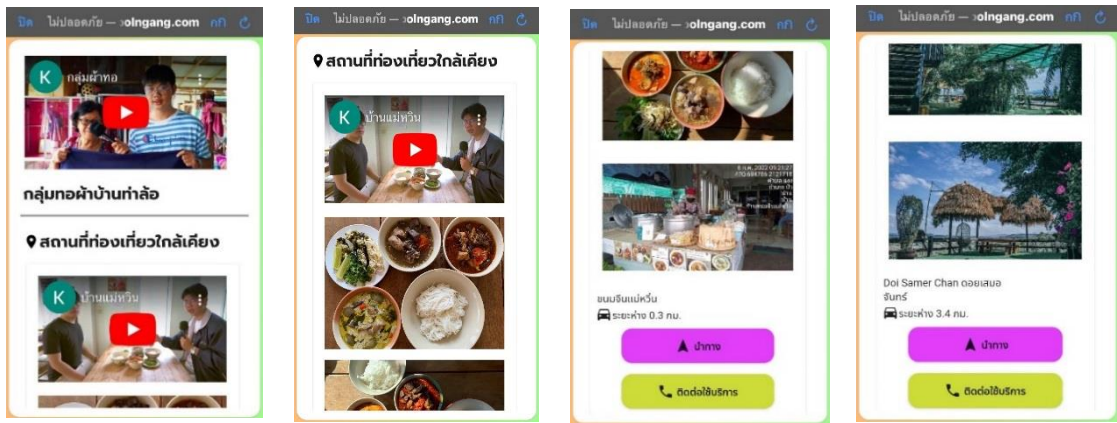 ปิด ไม่ปลอดภัย — olngang.com กก
K กลุ่มผ้าทอ
กลุ่มทอผ้าบ้านท่าล้อ
สถานที่ท่องเที่ยวใกล้เคียง
K บ้านแม่หวิน
ปิด ไม่ปลอดภัย — olngang.com กก
สถานที่ท่องเที่ยวใกล้เคียง
K บ้านแม่หวิน
ปิด ไม่ปลอดภัย — olngang.com กก
ขนมจีนแม่หวิ่น
ระยะห่าง 0.3 กม.
นำทาง
ติดต่อใช้บริการ
ปิด ไม่ปลอดภัย — olngang.com กก
Doi Samer Chan ดอยเสมอ
จันทร์
ระยะห่าง 3.4 กม.
นำทาง
ติดต่อใช้บริการ